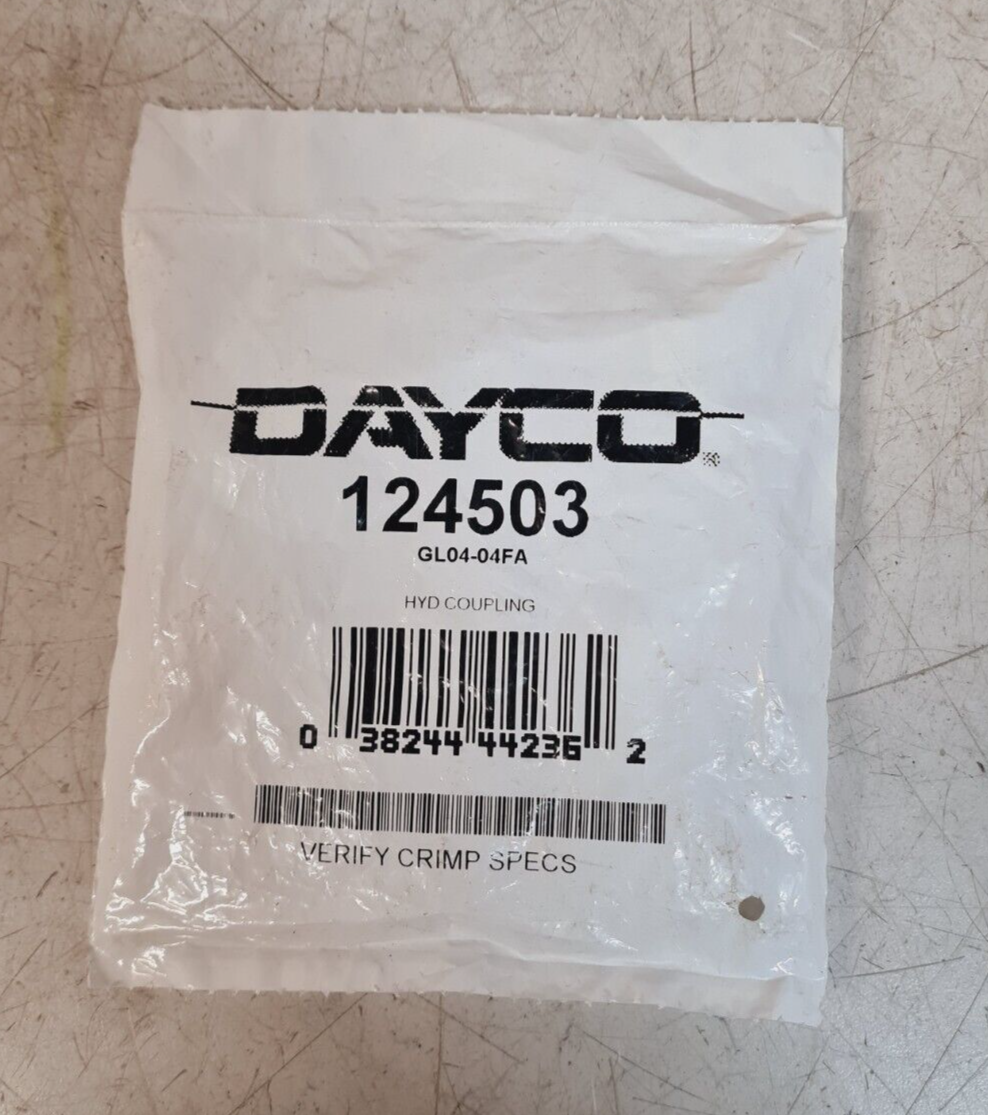 DAYCO®
124503
GL04-04FA
HYD COUPLING
0 38244 44236 2
VERIFY CRIMP SPECS